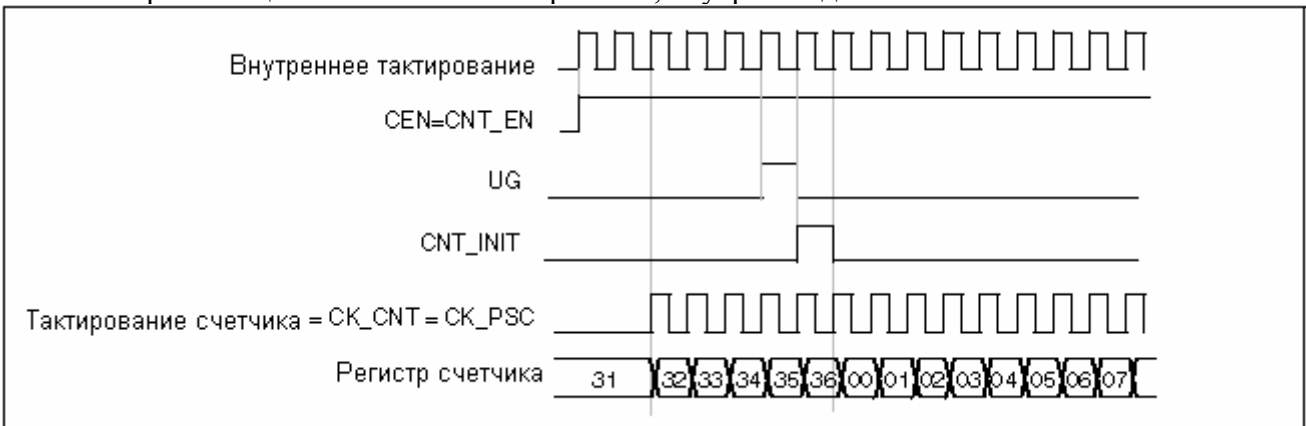 Внутреннее тактирование
CEN=CNT_EN
UG
CNT_INIT
Тактирование счетчика = CK_CNT = CK_PSC
Регистр счетчика 31 32 33 34 35 36 00 01 02 03 04 05 06 07